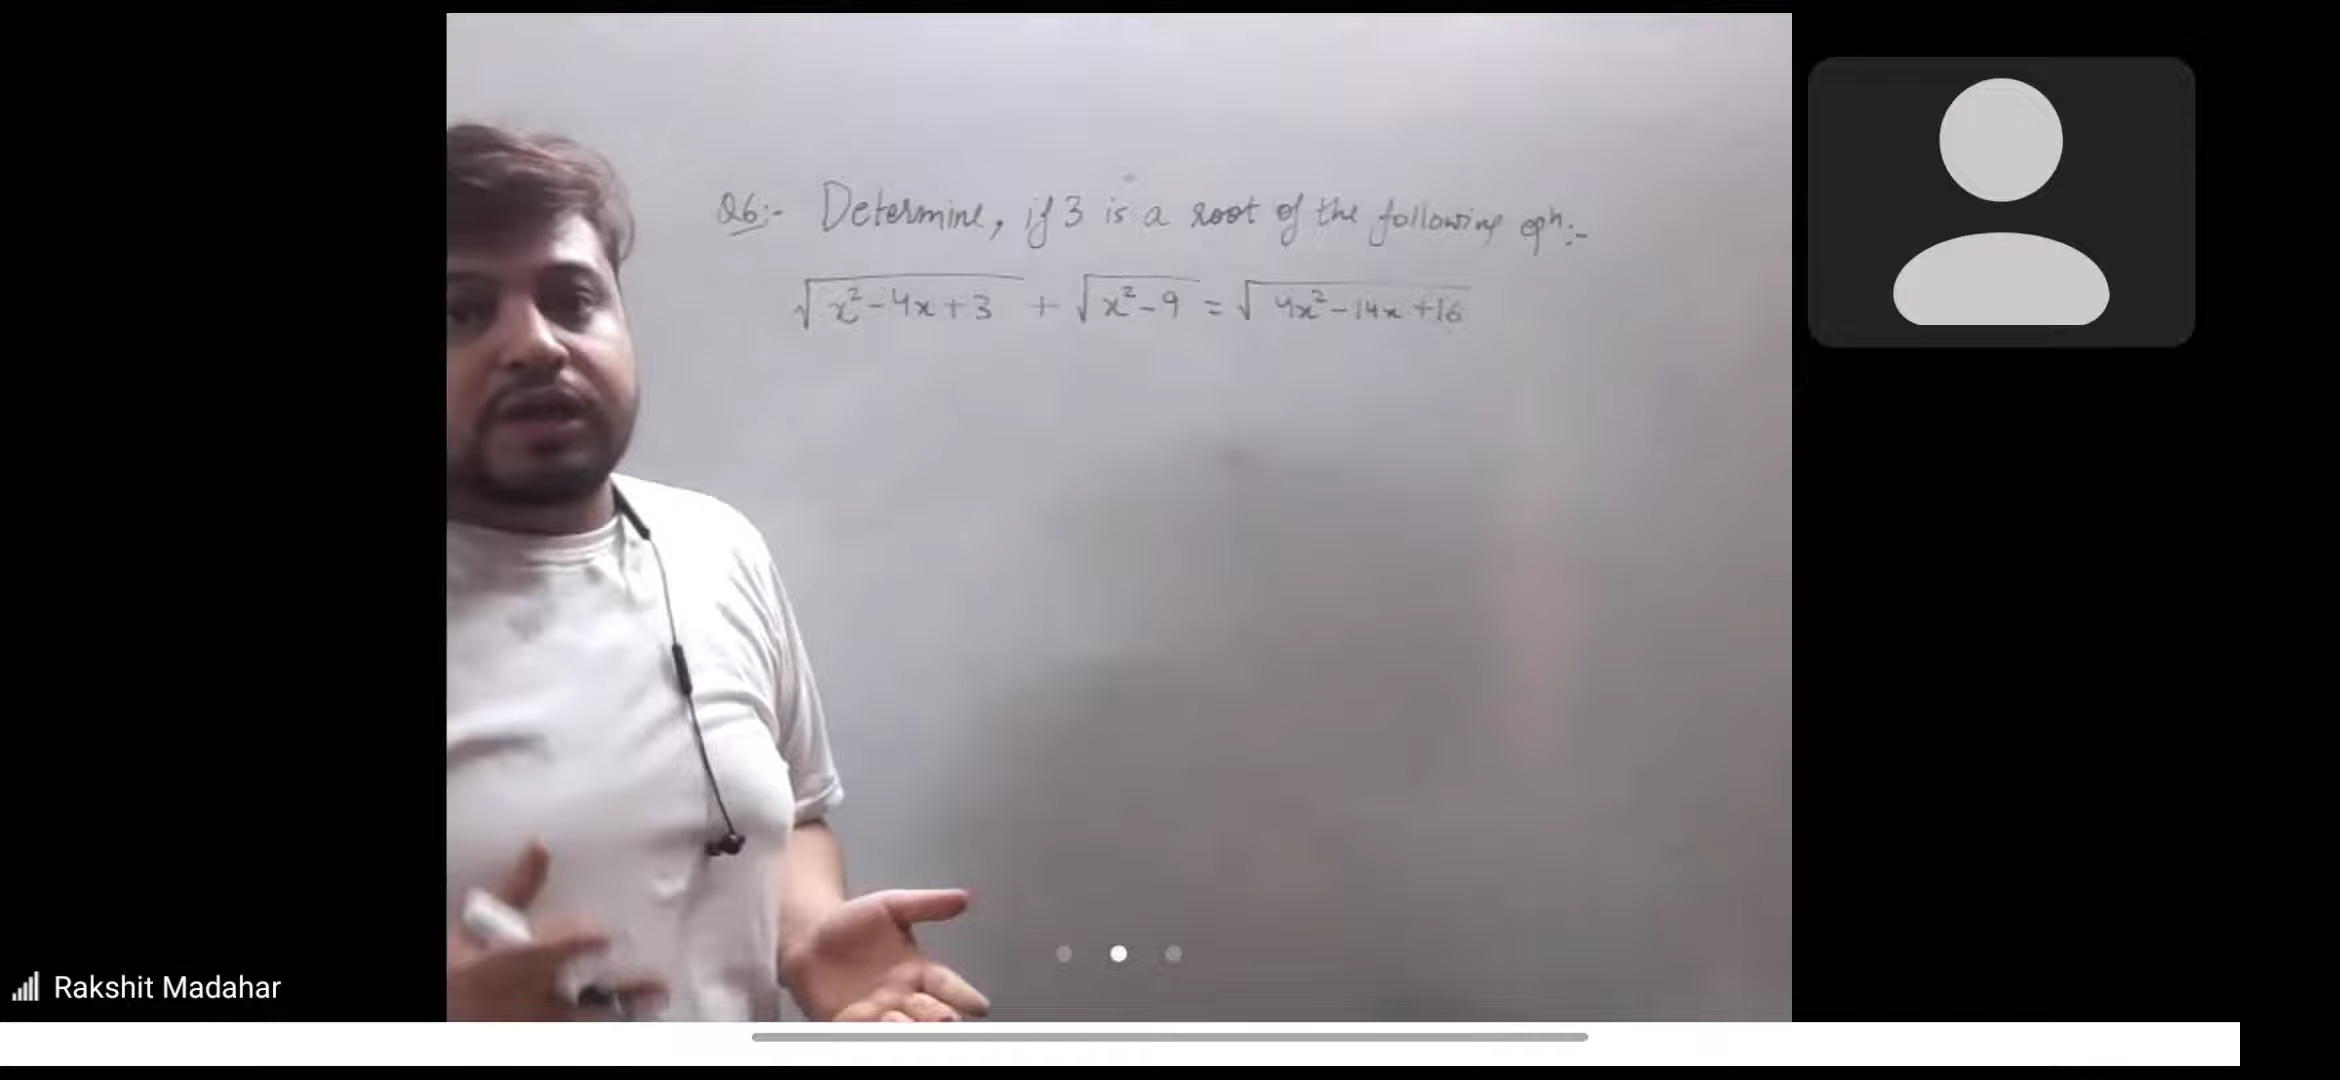 Q6:- Determine, if 3 is a root of the following eqn:-
√x²-4x+3 + √x²-9 = √4x²-14x+16
Rakshit Madahar